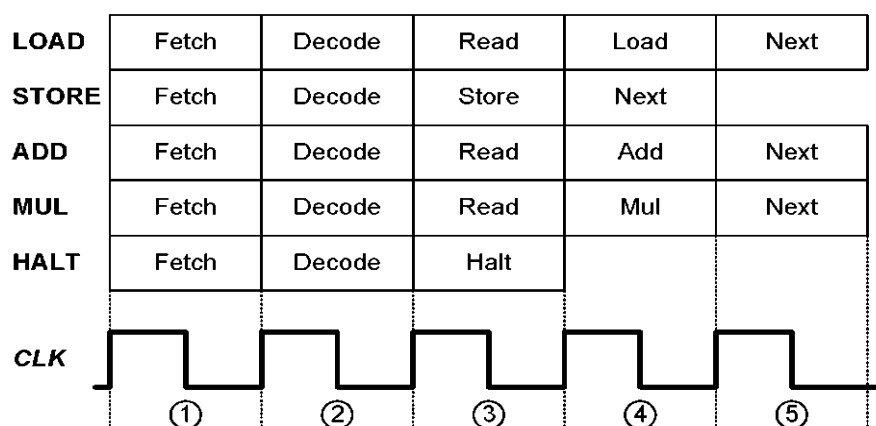 LOAD Fetch Decode Read Load Next
STORE Fetch Decode Store Next
ADD Fetch Decode Read Add Next
MUL Fetch Decode Read Mul Next
HALT Fetch Decode Halt
CLK
① ② ③ ④ ⑤